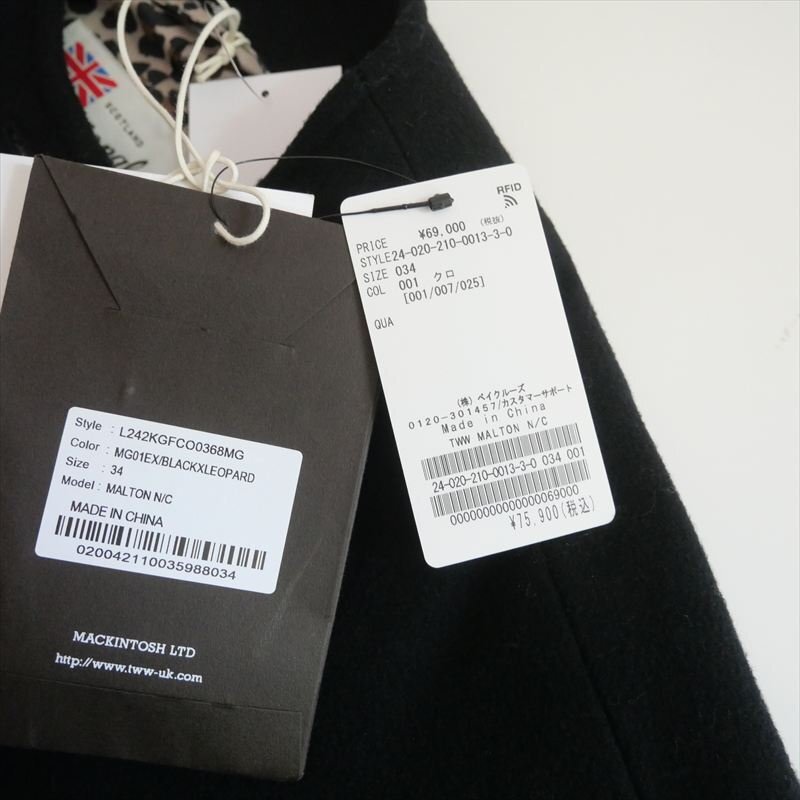 SCOTLAND
Style : L242KGFCO0368MG
Color : MG01EX/BLACKXLEOPARD
Size : 34
Model : MALTON N/C
MADE IN CHINA
020042110035988034
MACKINTOSH LTD
http://www.tww-uk.com
RFID
PRICE ¥69,000 (税抜)
STYLE 24-020-210-0013-3-0
SIZE 034
COL 001 クロ
[001/007/025]
QUA
(株) ベイクルーズ
0120-301457/カスタマーサポート
Made in China
TWW MALTON N/C
24-020-210-0013-3-0 034 001
00000000000000069000
¥75,900(税込)